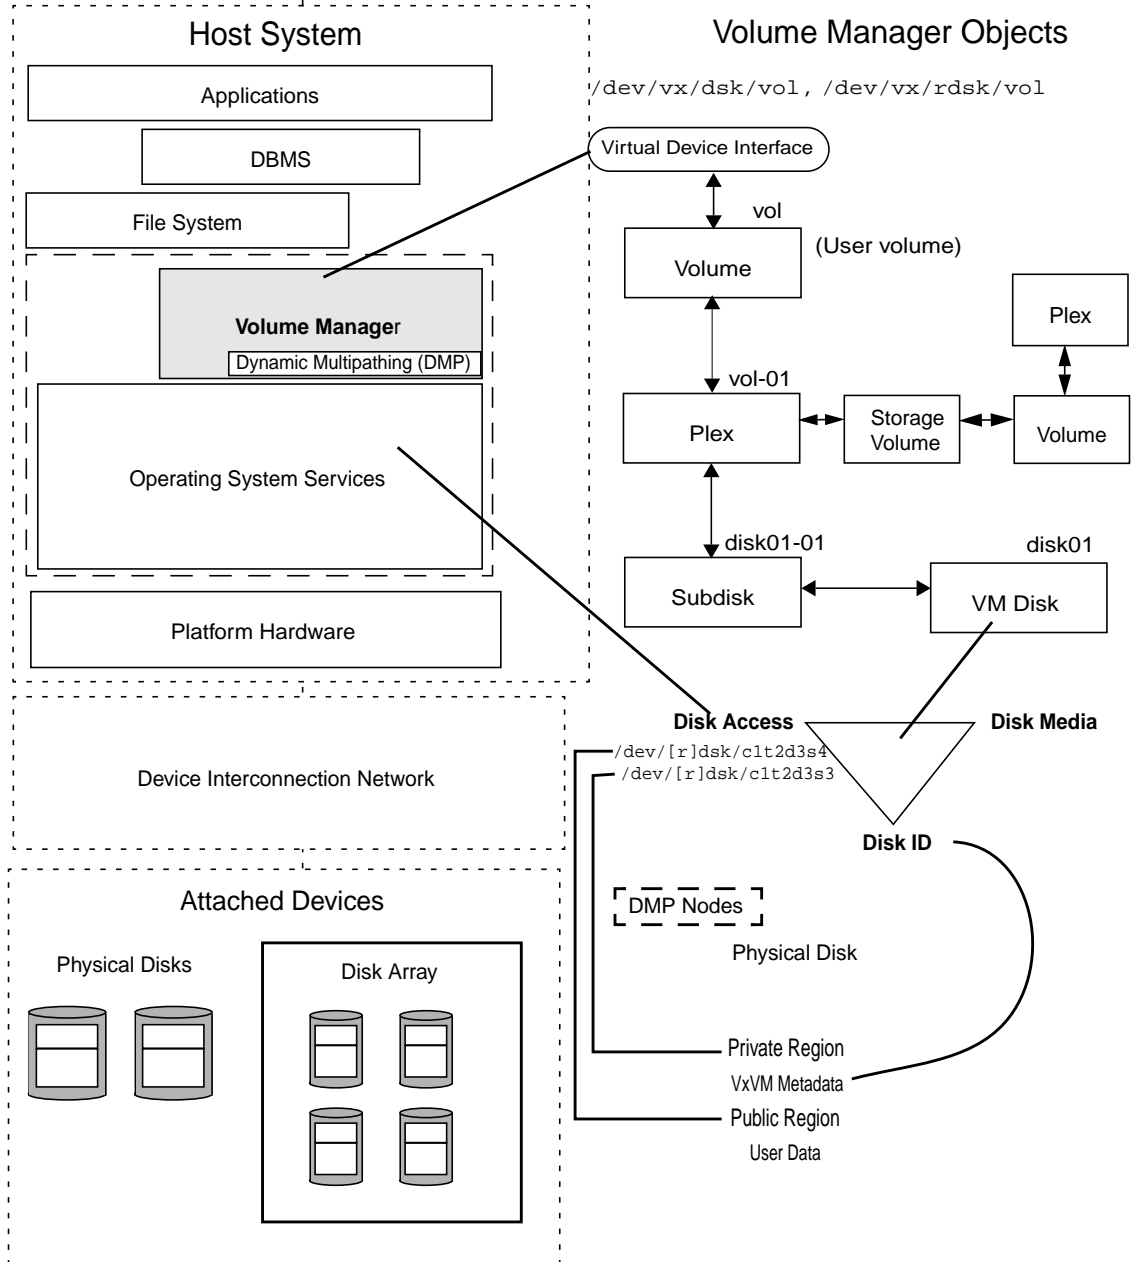 Host System
Applications
DBMS
File System
Volume Manager
Dynamic Multipathing (DMP)
Operating System Services
Platform Hardware
Device Interconnection Network
Attached Devices
Physical Disks
Disk Array
Volume Manager Objects
/dev/vx/dsk/vol, /dev/vx/rdsk/vol
Virtual Device Interface
vol
(User volume)
Volume
Plex
vol-01
Plex
Storage
Volume
Volume
disk01-01
disk01
Subdisk
VM Disk
Disk Access
Disk Media
/dev/[r]dsk/c1t2d3s4
/dev/[r]dsk/c1t2d3s3
Disk ID
DMP Nodes
Physical Disk
Private Region
VxVM Metadata
Public Region
User Data